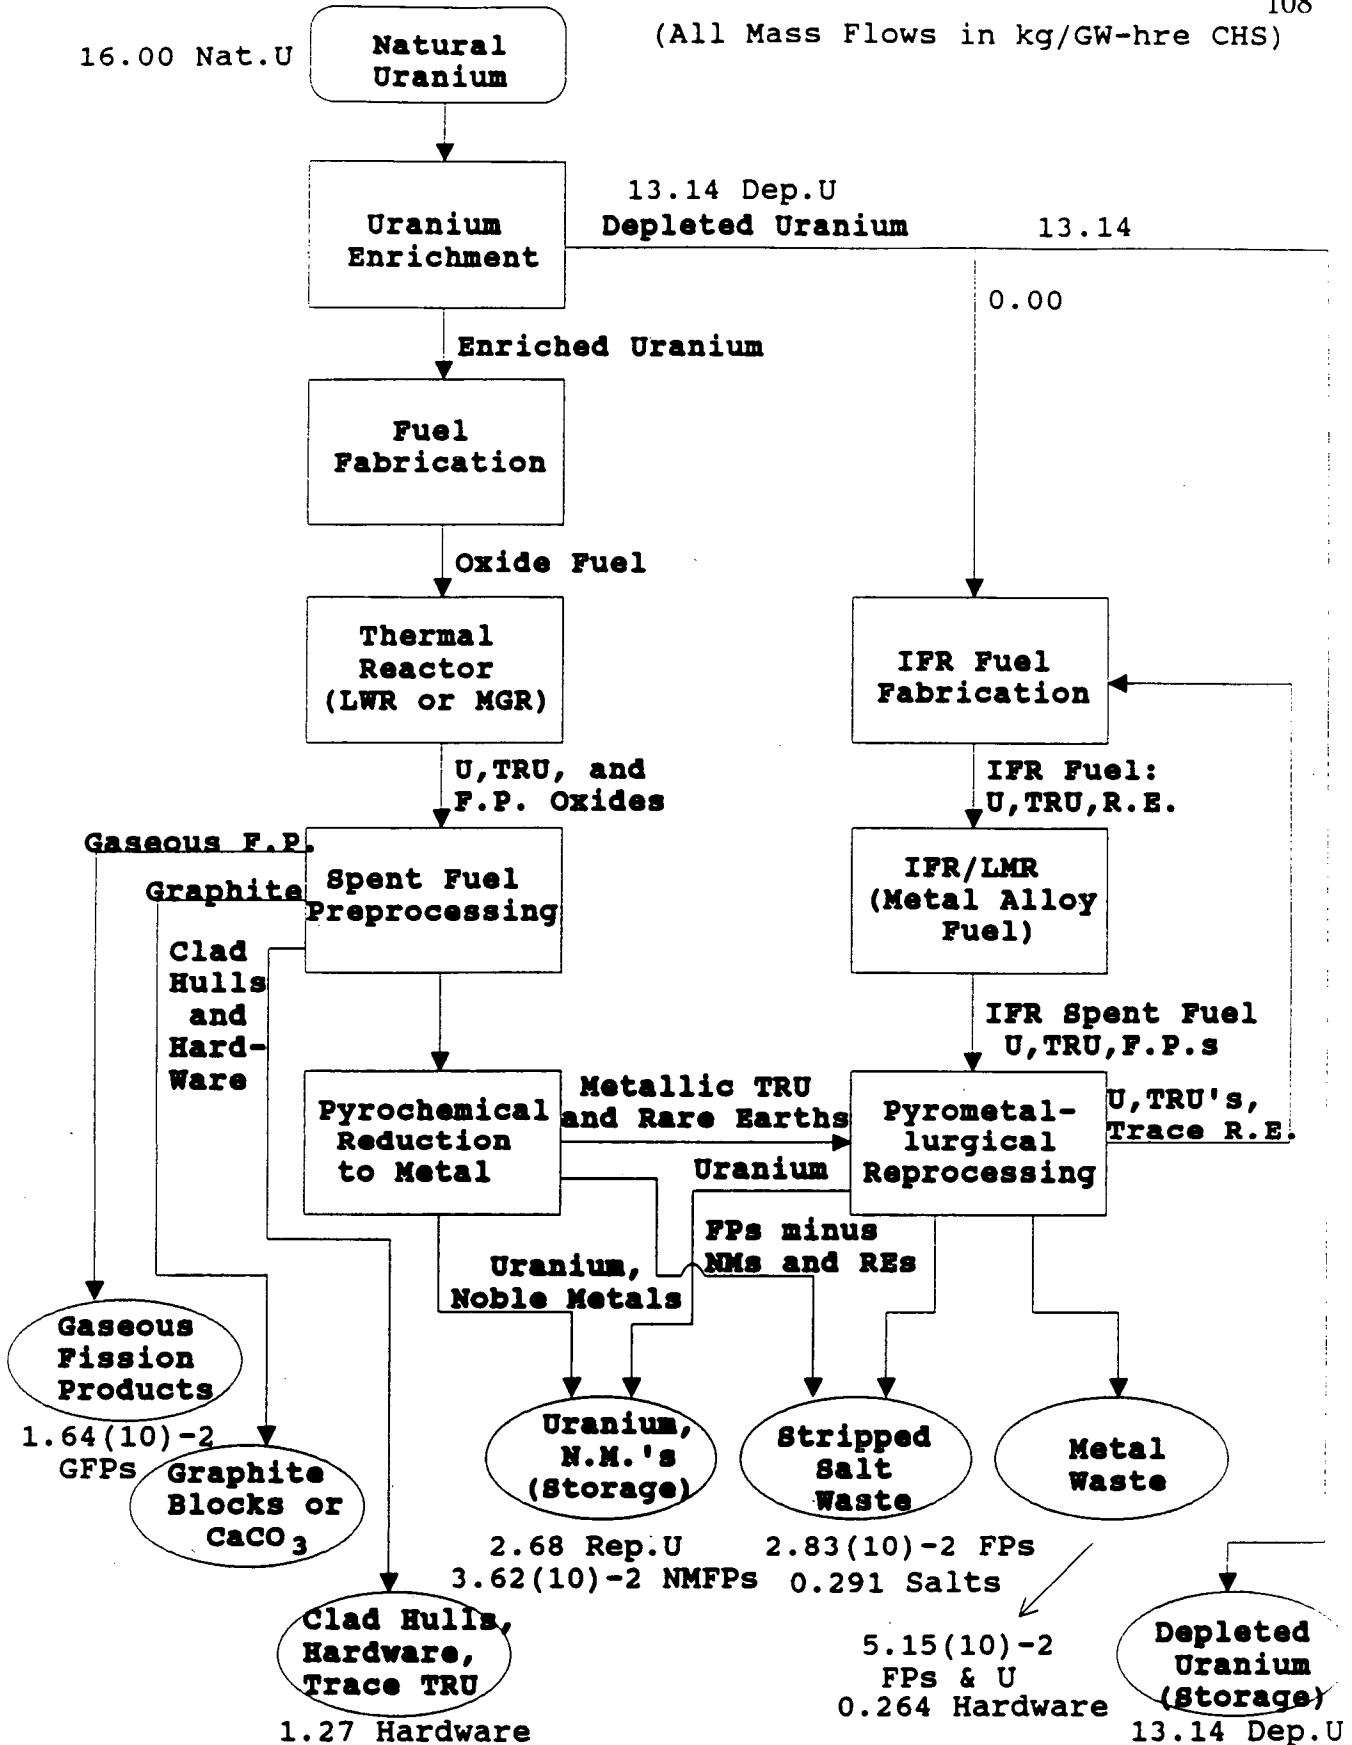 108
(All Mass Flows in kg/GW-hre CHS)
16.00 Nat.U
Natural
Uranium
13.14 Dep.U
Depleted Uranium
13.14
Uranium
Enrichment
0.00
Enriched Uranium
Fuel
Fabrication
Oxide Fuel
Thermal
Reactor
(LWR or MGR)
IFR Fuel
Fabrication
U,TRU, and
F.P. Oxides
IFR Fuel:
U,TRU,R.E.
Gaseous F.P.
Graphite
Spent Fuel
Preprocessing
IFR/LMR
(Metal Alloy
Fuel)
Clad
Hulls
and
Hard-
Ware
IFR Spent Fuel
U,TRU,F.P.s
Pyrochemical
Reduction
to Metal
Metallic TRU
and Rare Earths
Pyrometal-
lurgical
Reprocessing
U,TRU's,
Trace R.E.
Uranium
FPs minus
NMs and REs
Uranium,
Noble Metals
Gaseous
Fission
Products
1.64(10)-2
GFPs
Graphite
Blocks or
CaCO3
Uranium,
N.M.'s
(Storage)
2.68 Rep.U
3.62(10)-2 NMFPs
Stripped
Salt
Waste
2.83(10)-2 FPs
0.291 Salts
Metal
Waste
5.15(10)-2
FPs & U
0.264 Hardware
Clad Hulls,
Hardware,
Trace TRU
1.27 Hardware
Depleted
Uranium
(Storage)
13.14 Dep.U